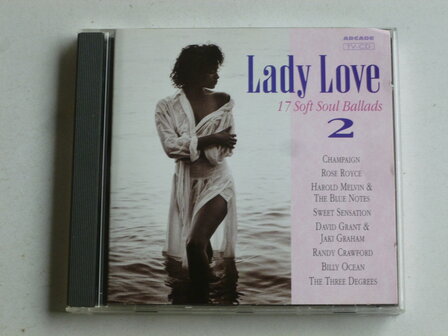 ARCADE
TV-CD
Lady Love
17 Soft Soul Ballads
2
CHAMPAIGN
ROSE ROYCE
HAROLD MELVIN &
THE BLUE NOTES
SWEET SENSATION
DAVID GRANT &
JAKI GRAHAM
RANDY CRAWFORD
BILLY OCEAN
THE THREE DEGREES